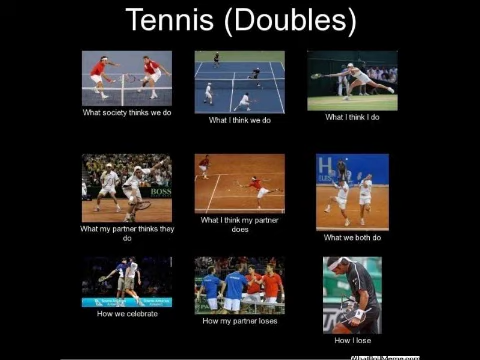 Tennis (Doubles)
What society thinks we do
What I think we do
What I think I do
BOSS
What my partner thinks they
do
What I think my partner
does
What we both do
How we celebrate
How my partner loses
How I lose